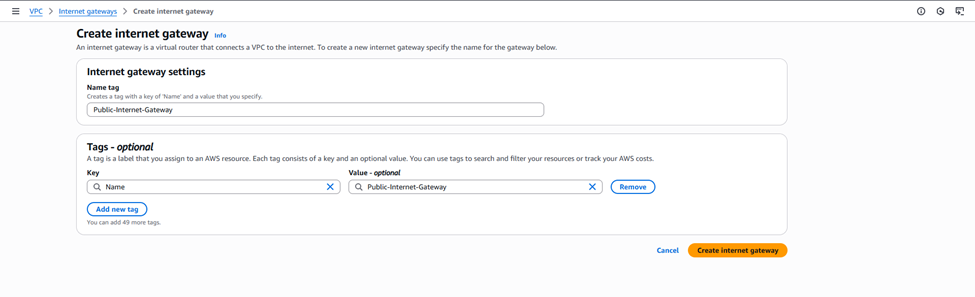 VPC > Internet gateways > Create internet gateway
Create internet gateway Info
An internet gateway is a virtual router that connects a VPC to the internet. To create a new internet gateway specify the name for the gateway below.
Internet gateway settings
Name tag
Creates a tag with a key of 'Name' and a value that you specify.
Public-Internet-Gateway
Tags - optional
A tag is a label that you assign to an AWS resource. Each tag consists of a key and an optional value. You can use tags to search and filter your resources or track your AWS costs.
Key Value - optional
Name Public-Internet-Gateway Remove
Add new tag
You can add 49 more tags.
Cancel Create internet gateway